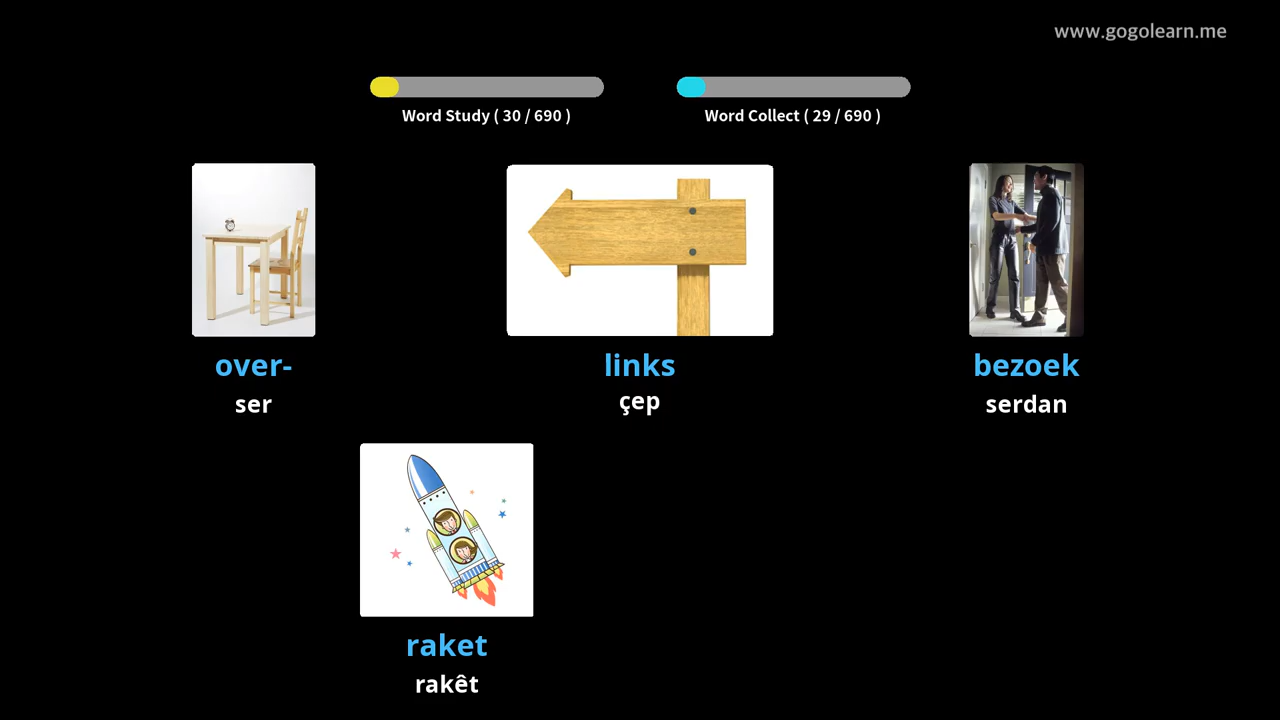 www.gogolearn.me
Word Study ( 30 / 690 )
Word Collect ( 29 / 690 )
over-
ser
links
çep
bezoek
serdan
raket
rakêt